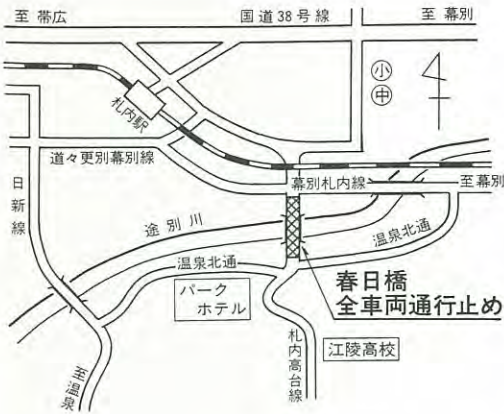 至 帯広
国道38号線
至 幕別
小
中
札内駅
道々更別幕別線
幕別札内線
至幕別
日新線
途別川
温泉北通
温泉北通
パーク
ホテル
春日橋
全車両通行止め
札内高台線
江陵高校
至温泉